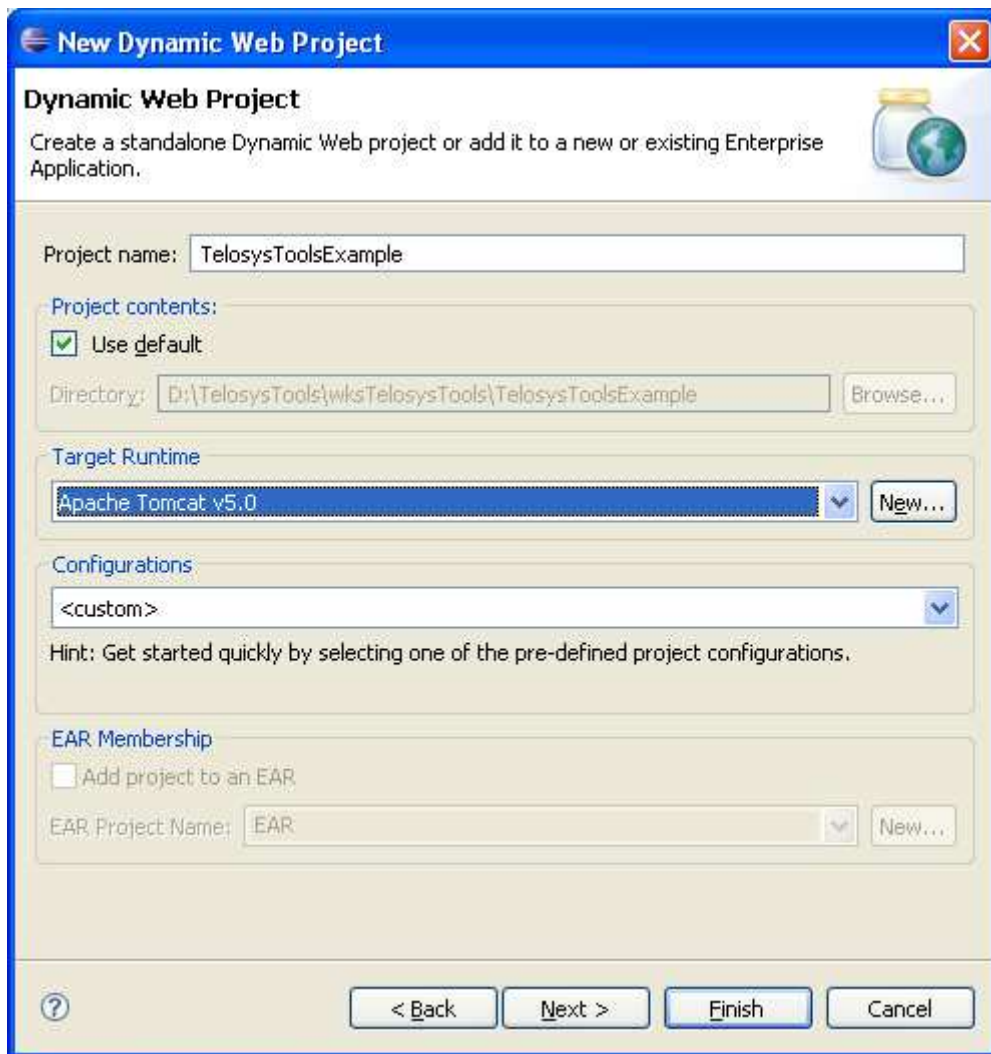 New Dynamic Web Project
Dynamic Web Project
Create a standalone Dynamic Web project or add it to a new or existing Enterprise
Application.
Project name: TelosysToolsExample
Project contents:
Use default
Directory: D:\TelosysTools\wksTelosysTools\TelosysToolsExample Browse...
Target Runtime
Apache Tomcat v5.0 New...
Configurations
<custom>
Hint: Get started quickly by selecting one of the pre-defined project configurations.
EAR Membership
Add project to an EAR
EAR Project Name: EAR New...
? < Back Next > Finish Cancel